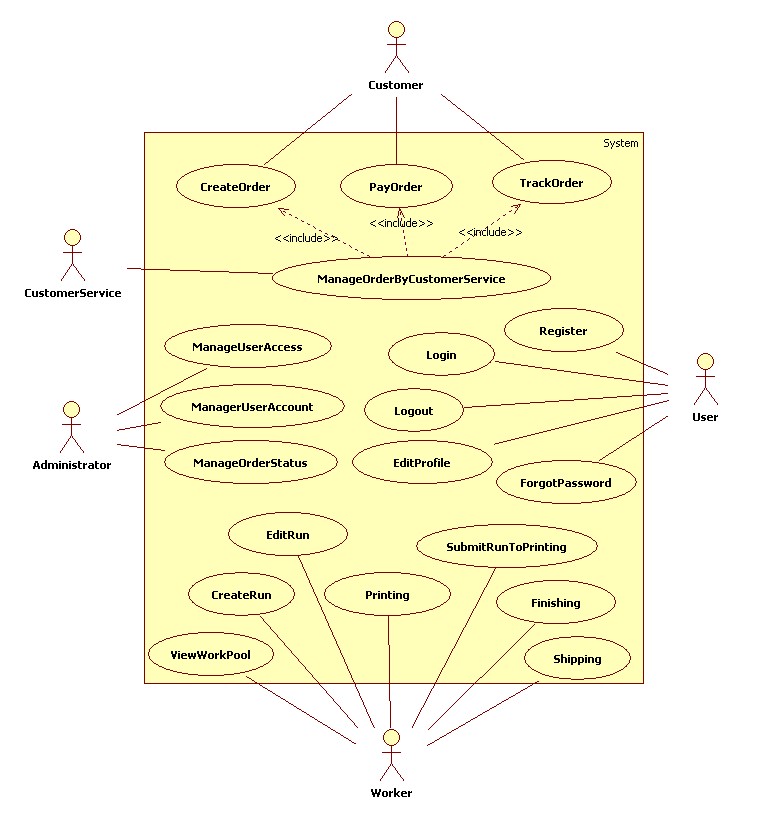 Customer
System
CreateOrder
PayOrder
TrackOrder
<<include>>
<<include>>
<<include>>
ManageOrderByCustomerService
CustomerService
Register
ManageUserAccess
Login
User
ManagerUserAccount
Logout
Administrator
ManageOrderStatus
EditProfile
ForgotPassword
EditRun
SubmitRunToPrinting
CreateRun
Printing
Finishing
ViewWorkPool
Shipping
Worker